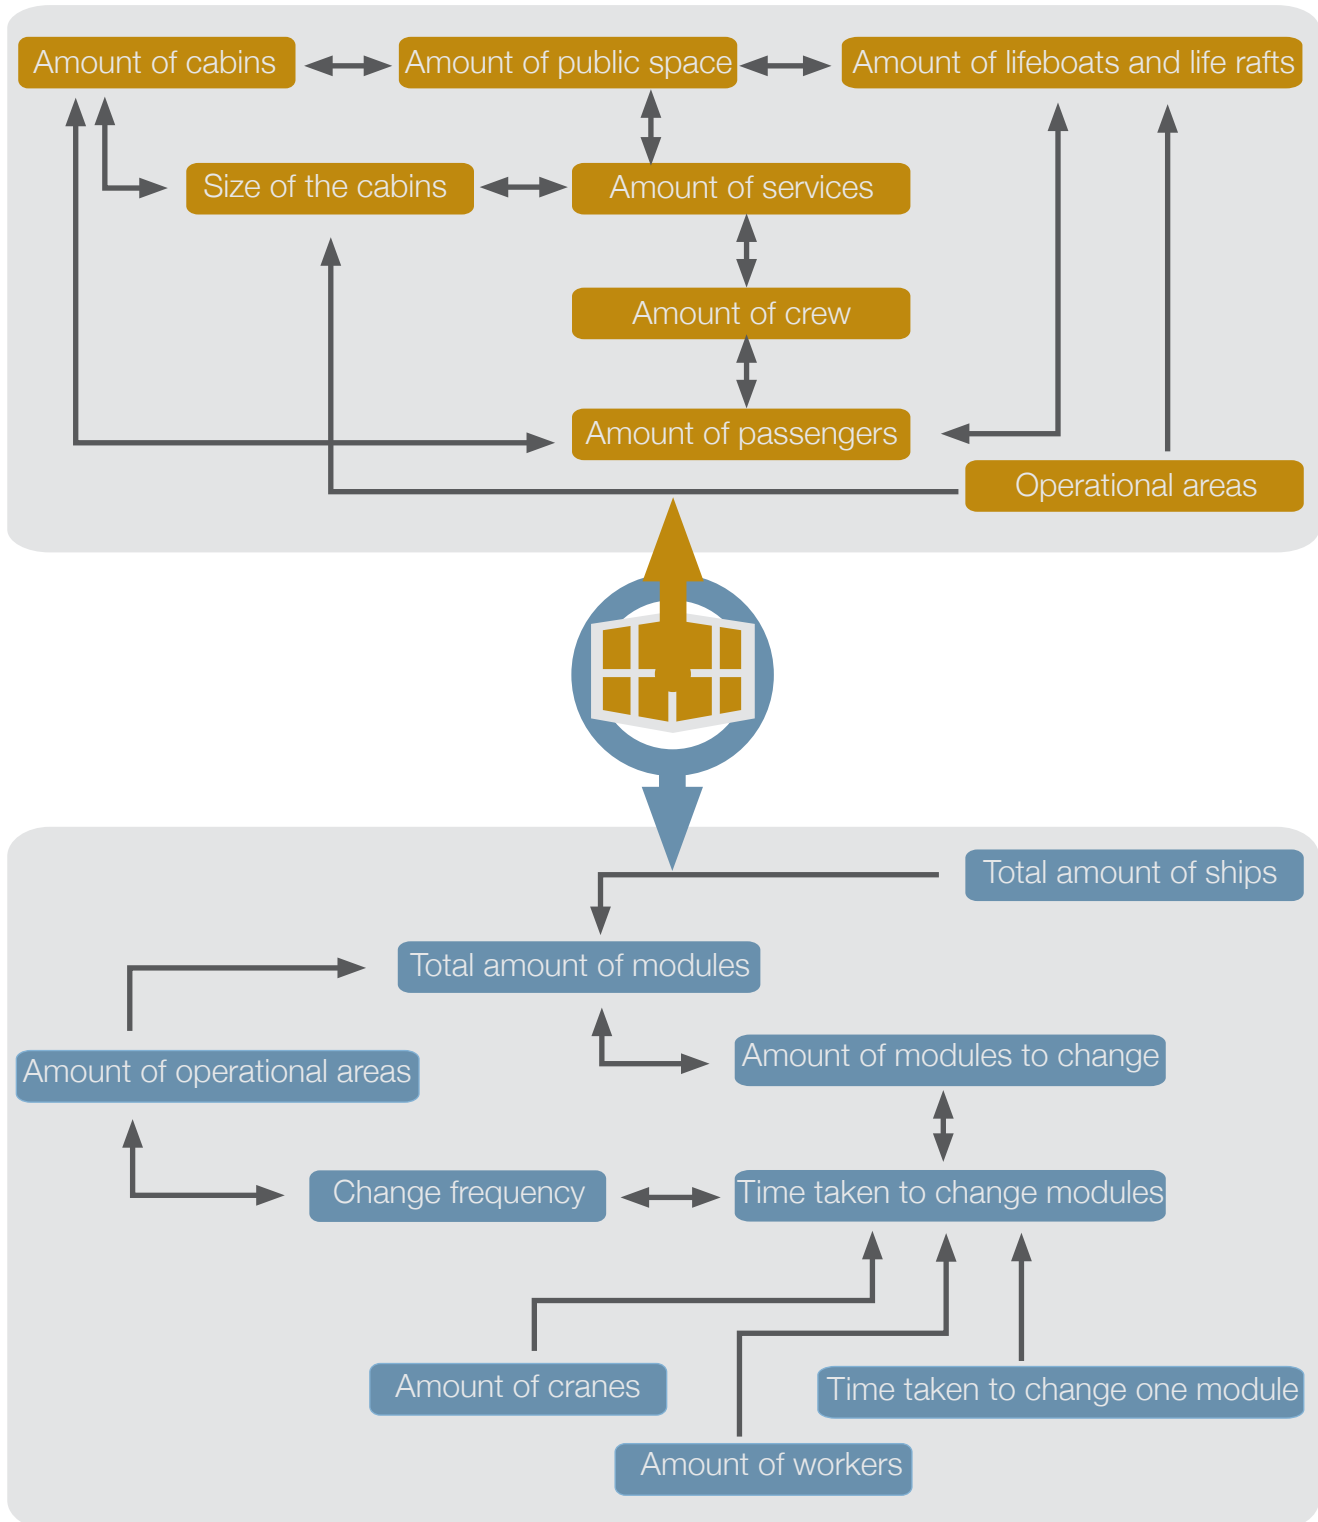 Amount of cabins
Amount of public space
Amount of lifeboats and life rafts
Size of the cabins
Amount of services
Amount of crew
Amount of passengers
Operational areas
Total amount of ships
Total amount of modules
Amount of modules to change
Amount of operational areas
Change frequency
Time taken to change modules
Amount of cranes
Time taken to change one module
Amount of workers